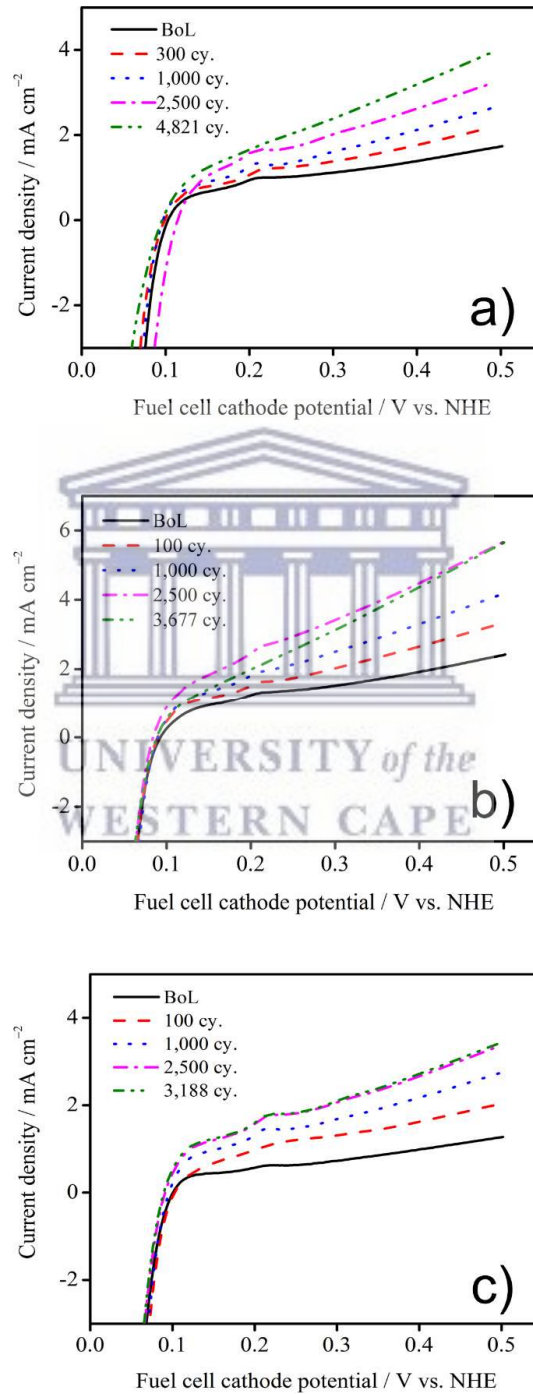 4
2
0
-2
Current density / mA cm⁻²
BoL
300 cy.
1,000 cy.
2,500 cy.
4,821 cy.
a)
0.0 0.1 0.2 0.3 0.4 0.5
Fuel cell cathode potential / V vs. NHE
6
4
2
0
-2
Current density / mA cm⁻²
BoL
100 cy.
1,000 cy.
2,500 cy.
3,677 cy.
UNIVERSITY of the
WESTERN CAPE
b)
0.0 0.1 0.2 0.3 0.4 0.5
Fuel cell cathode potential / V vs. NHE
4
2
0
-2
Current density / mA cm⁻²
BoL
100 cy.
1,000 cy.
2,500 cy.
3,188 cy.
c)
0.0 0.1 0.2 0.3 0.4 0.5
Fuel cell cathode potential / V vs. NHE